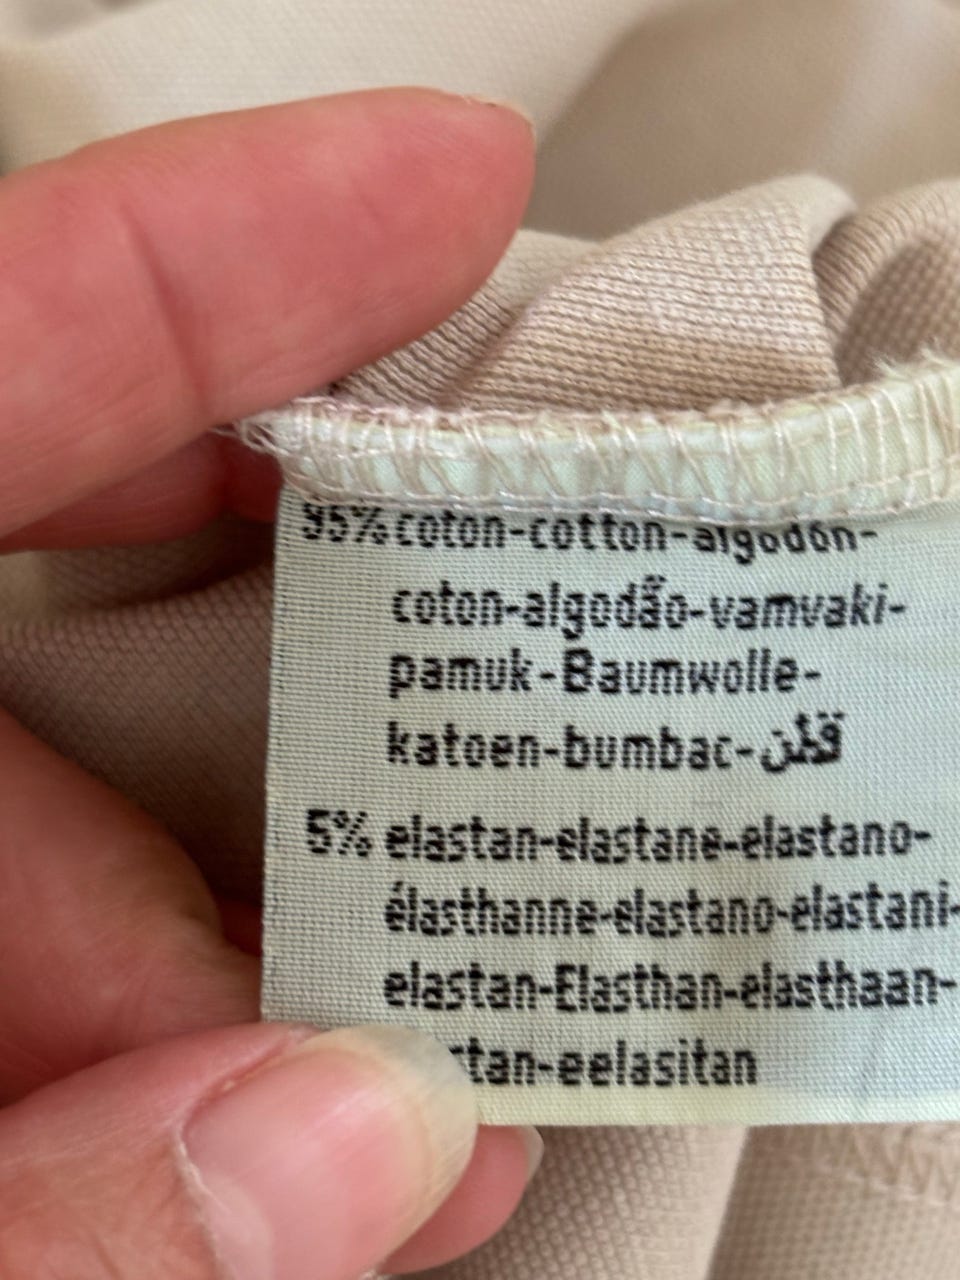 95% coton-cotton-algodón-
coton-algodão-vamvaki-
pamuk-Baumwolle-
katoen-bumbac-قطن
5% elastan-elastane-elastano-
élasthanne-elastano-elastani-
elastan-Elasthan-elasthaan-
stan-eelasitan